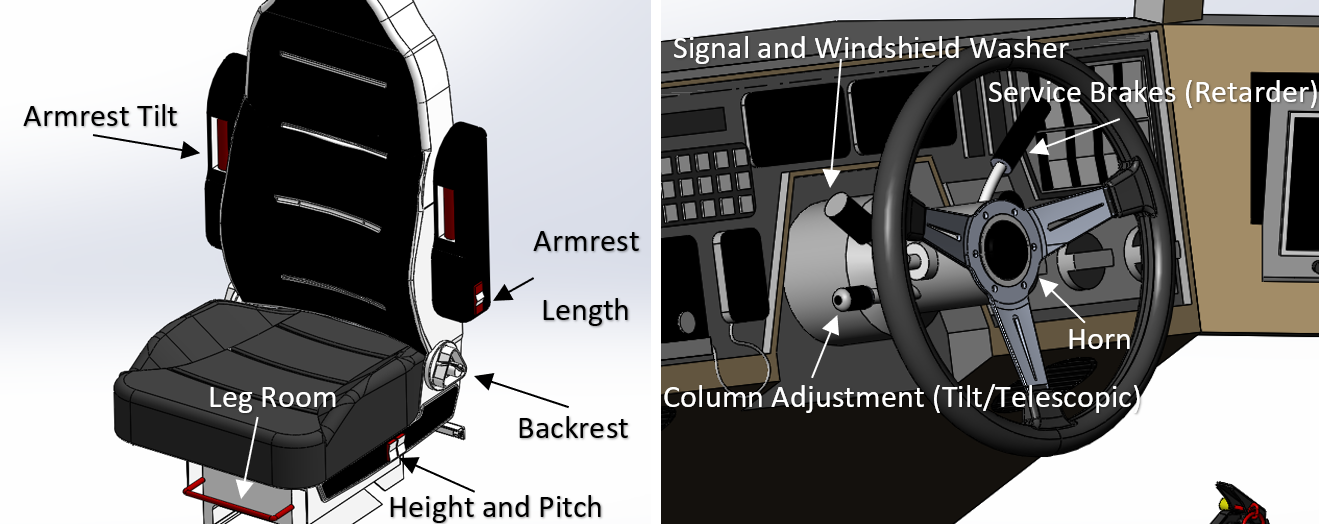 Armrest Tilt
Armrest
Length
Leg Room
Backrest
Height and Pitch
Signal and Windshield Washer
Service Brakes (Retarder)
Horn
Column Adjustment (Tilt/Telescopic)